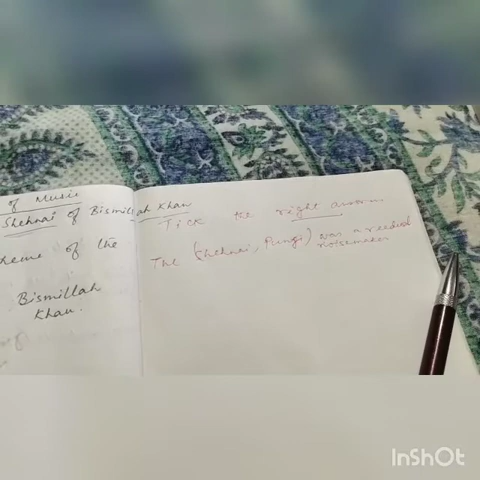 of Music
Shehnai of Bismillah Khan
heme of the
Bismillah
Khan.
Tick the right answer
The (Shehnai, Pungi) was a reeded
noisemaker
InShOt